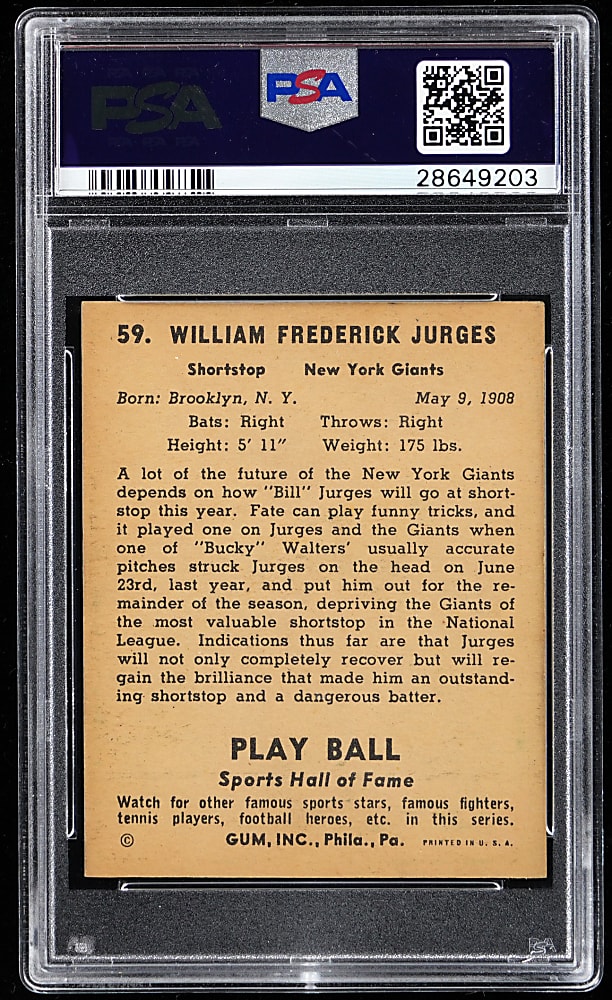 PSA
PSA
28649203
59. WILLIAM FREDERICK JURGES
Shortstop New York Giants
Born: Brooklyn, N. Y. May 9, 1908
Bats: Right Throws: Right
Height: 5' 11" Weight: 175 lbs.
A lot of the future of the New York Giants
depends on how "Bill" Jurges will go at short-
stop this year. Fate can play funny tricks, and
it played one on Jurges and the Giants when
one of "Bucky" Walters' usually accurate
pitches struck Jurges on the head on June
23rd, last year, and put him out for the re-
mainder of the season, depriving the Giants of
the most valuable shortstop in the National
League. Indications thus far are that Jurges
will not only completely recover but will re-
gain the brilliance that made him an outstand-
ing shortstop and a dangerous batter.
PLAY BALL
Sports Hall of Fame
Watch for other famous sports stars, famous fighters,
tennis players, football heroes, etc. in this series.
© GUM, INC., Phila., Pa. PRINTED IN U. S. A.
PSA